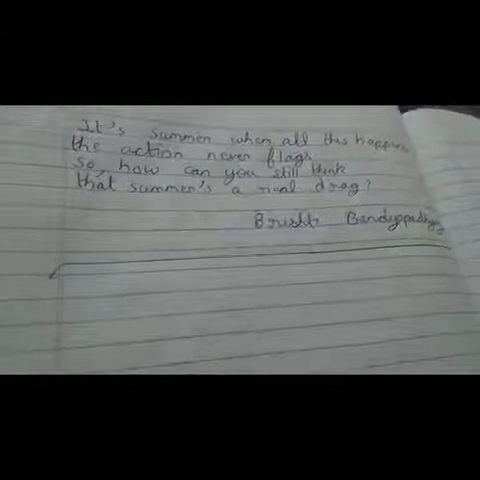 It's summer when all this happens
the action never flags
so, how can you still think
that summer's a real drag?
Brishti Bandyopadhyay